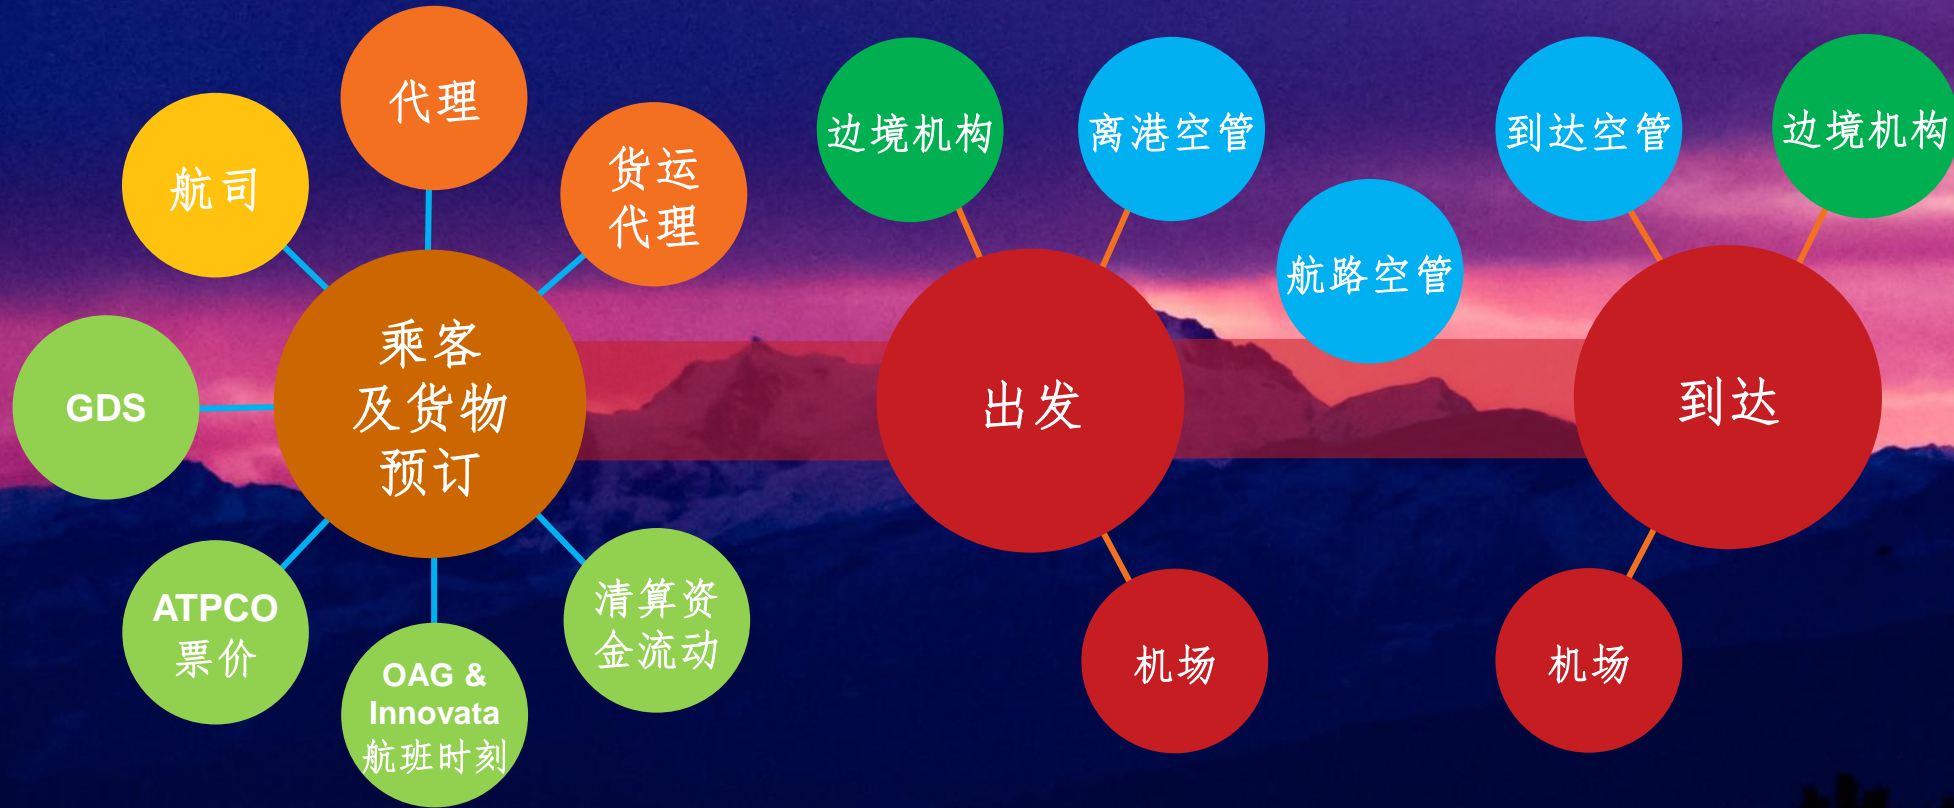 代理
航司
货运
代理
乘客
及货物
预订
GDS
ATPCO
票价
OAG &
Innovata
航班时刻
清算资
金流动
边境机构
离港空管
航路空管
出发
机场
到达空管
边境机构
到达
机场